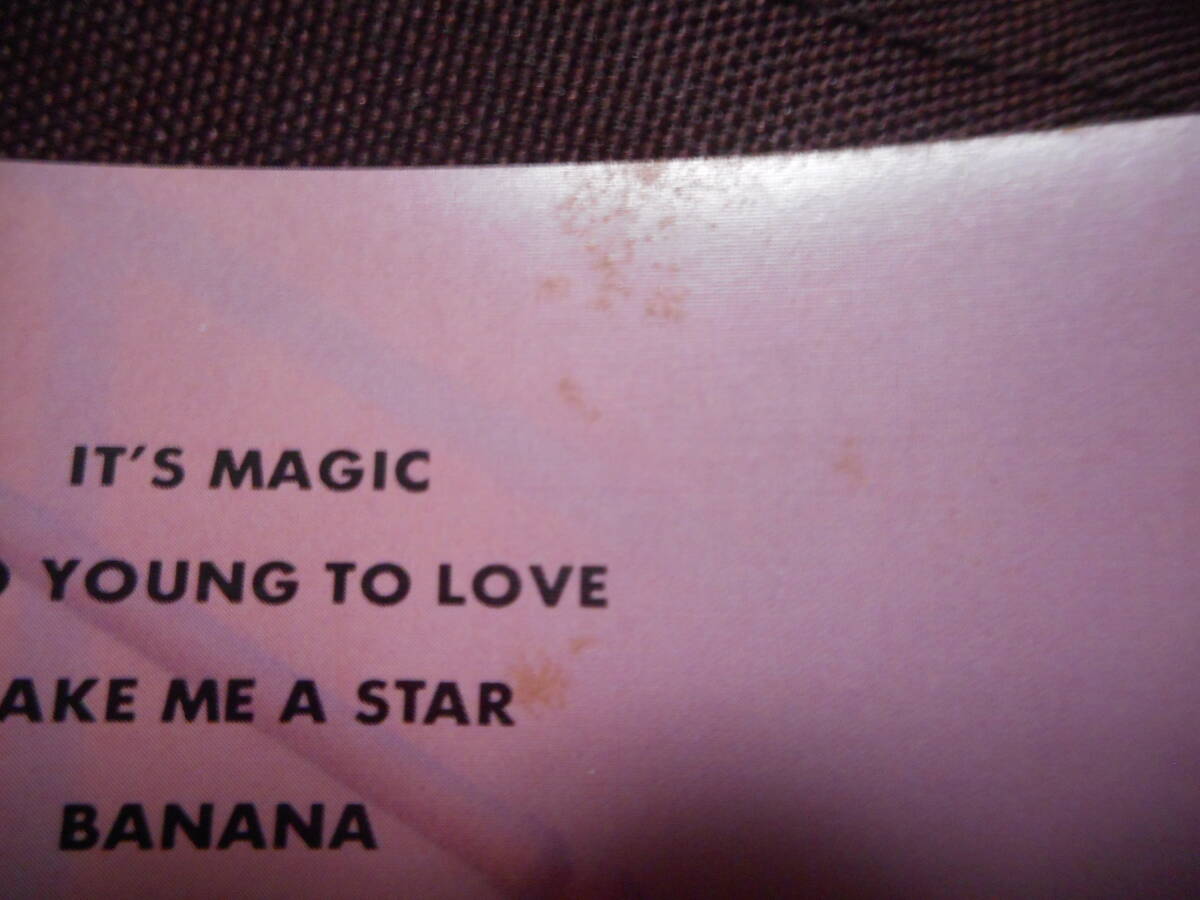 IT'S MAGIC
YOUNG TO LOVE
AKE ME A STAR
BANANA